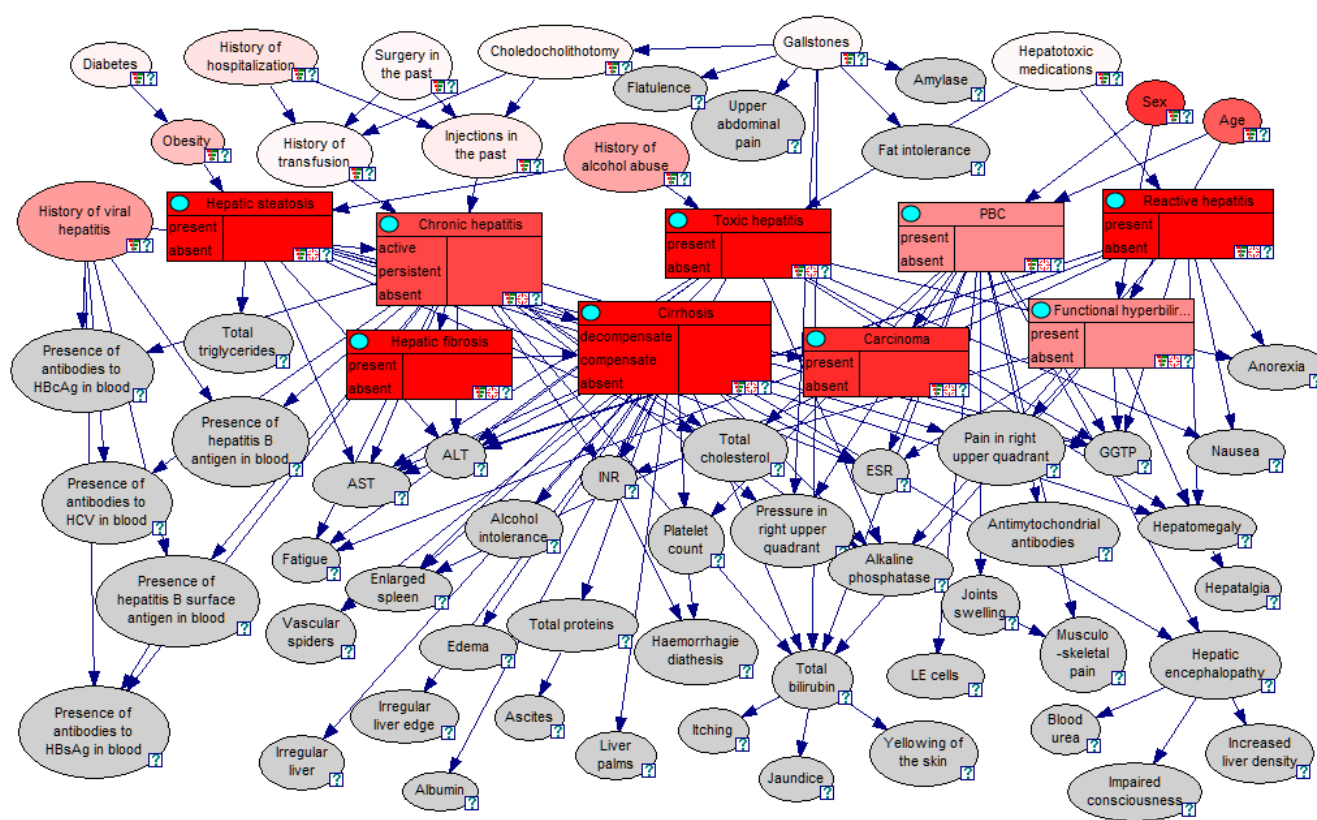 Diabetes
History of
hospitalization
Surgery in
the past
Choledocholithotomy
Gallstones
Hepatotoxic
medications
Flatulence
Amylase
Upper
abdominal
pain
Sex
Age
Obesity
History of
transfusion
Injections in
the past
History of
alcohol abuse
Fat intolerance
History of viral
hepatitis
Hepatic steatosis
present
absent
Chronic hepatitis
active
persistent
absent
Toxic hepatitis
present
absent
PBC
present
absent
Reactive hepatitis
present
absent
Hepatic fibrosis
present
absent
Cirrhosis
decompensate
compensate
absent
Carcinoma
present
absent
Functional hyperbilir...
present
absent
Total
triglycerides
Presence of
antibodies to
HBcAg in blood
Anorexia
Presence of
hepatitis B
antigen in blood
ALT
AST
INR
Total
cholesterol
ESR
Pain in right
upper quadrant
GGTP
Nausea
Presence of
antibodies to
HCV in blood
Alcohol
intolerance
Platelet
count
Pressure in
right upper
quadrant
Antimytochondrial
antibodies
Hepatomegaly
Fatigue
Enlarged
spleen
Alkaline
phosphatase
Hepatalgia
Presence of
hepatitis B surface
antigen in blood
Vascular
spiders
Edema
Total proteins
Haemorrhagie
diathesis
Joints
swelling
Musculo
-skeletal
pain
Total
bilirubin
LE cells
Hepatic
encephalopathy
Presence of
antibodies to
HBsAg in blood
Irregular
liver edge
Ascites
Itching
Yellowing of
the skin
Blood
urea
Increased
liver density
Irregular
liver
Albumin
Liver
palms
Jaundice
Impaired
consciousness